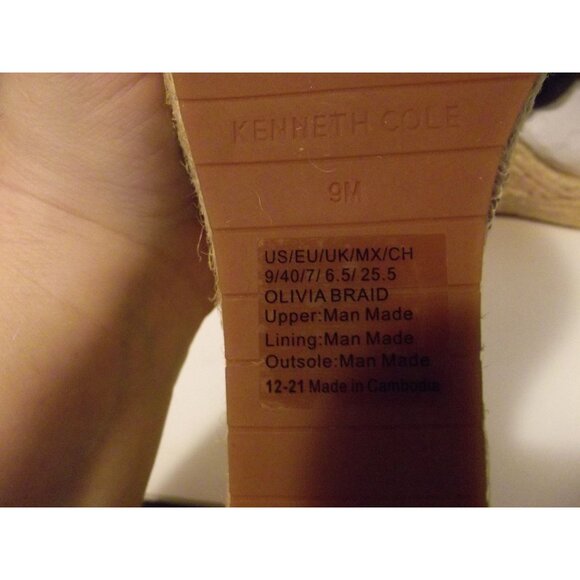 KENNETH COLE
9M
US/EU/UK/MX/CH
9/40/7/ 6.5/ 25.5
OLIVIA BRAID
Upper:Man Made
Lining:Man Made
Outsole:Man Made
12-21 Made in Cambodia